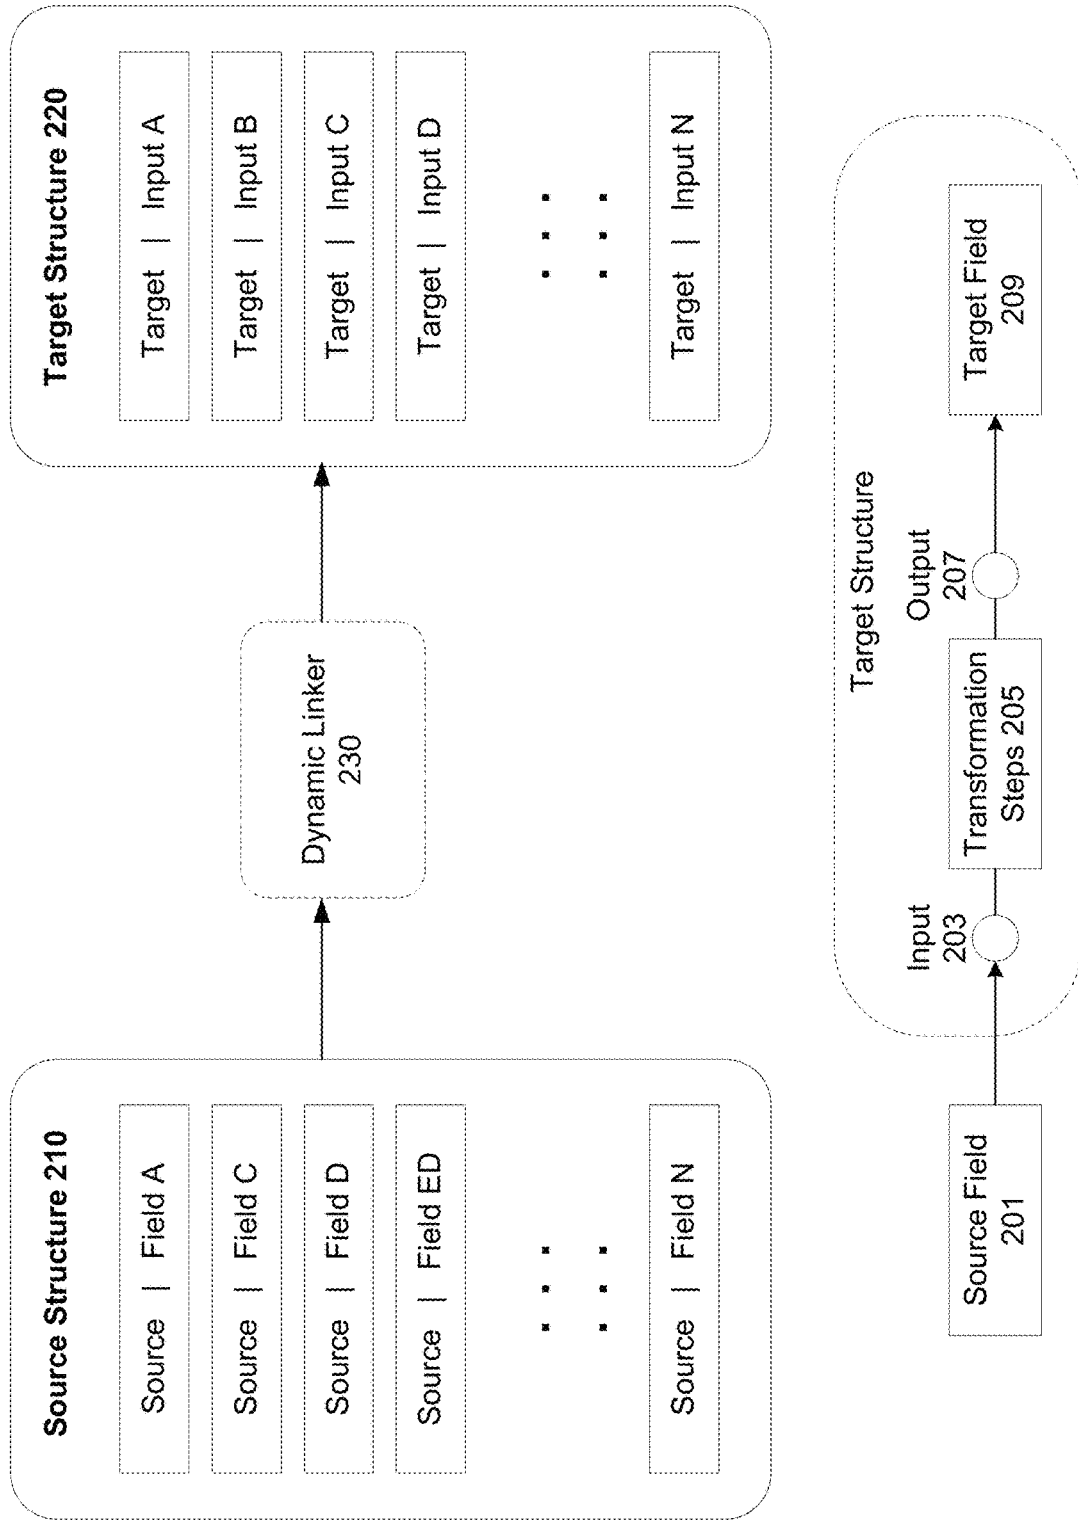 Source Structure 210
Source | Field A
Source | Field C
Source | Field D
Source | Field ED
Source | Field N
Dynamic Linker
230
Target Structure 220
Target | Input A
Target | Input B
Target | Input C
Target | Input D
Target | Input N
Target Structure
Source Field
201
Input
203
Transformation
Steps 205
Output
207
Target Field
209